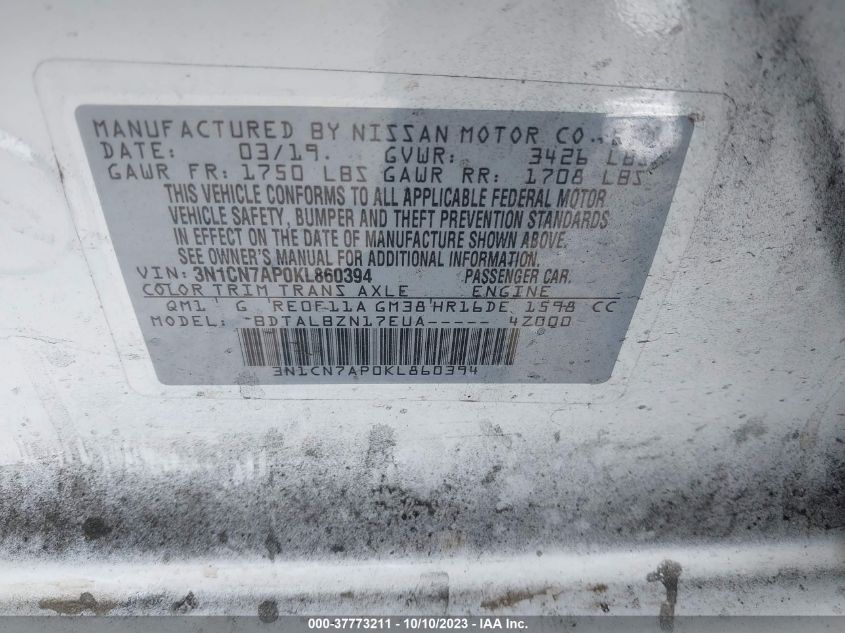 MANUFACTURED BY NISSAN MOTOR CO.,
DATE: 03/19. GVWR: 3426 LBS
GAWR FR: 1750 LBS GAWR RR: 1708 LBS
THIS VEHICLE CONFORMS TO ALL APPLICABLE FEDERAL MOTOR
VEHICLE SAFETY, BUMPER AND THEFT PREVENTION STANDARDS
IN EFFECT ON THE DATE OF MANUFACTURE SHOWN ABOVE.
SEE OWNER'S MANUAL FOR ADDITIONAL INFORMATION.
VIN: 3N1CN7AP0KL860394 PASSENGER CAR.
COLOR TRIM TRANS AXLE ENGINE
QM1 G RE0F11A GM38 HR16DE 1598 CC
MODEL: BDTALBZN17EUA----- 4Z000
3N1CN7AP0KL860394
000-37773211 - 10/10/2023 - IAA Inc.